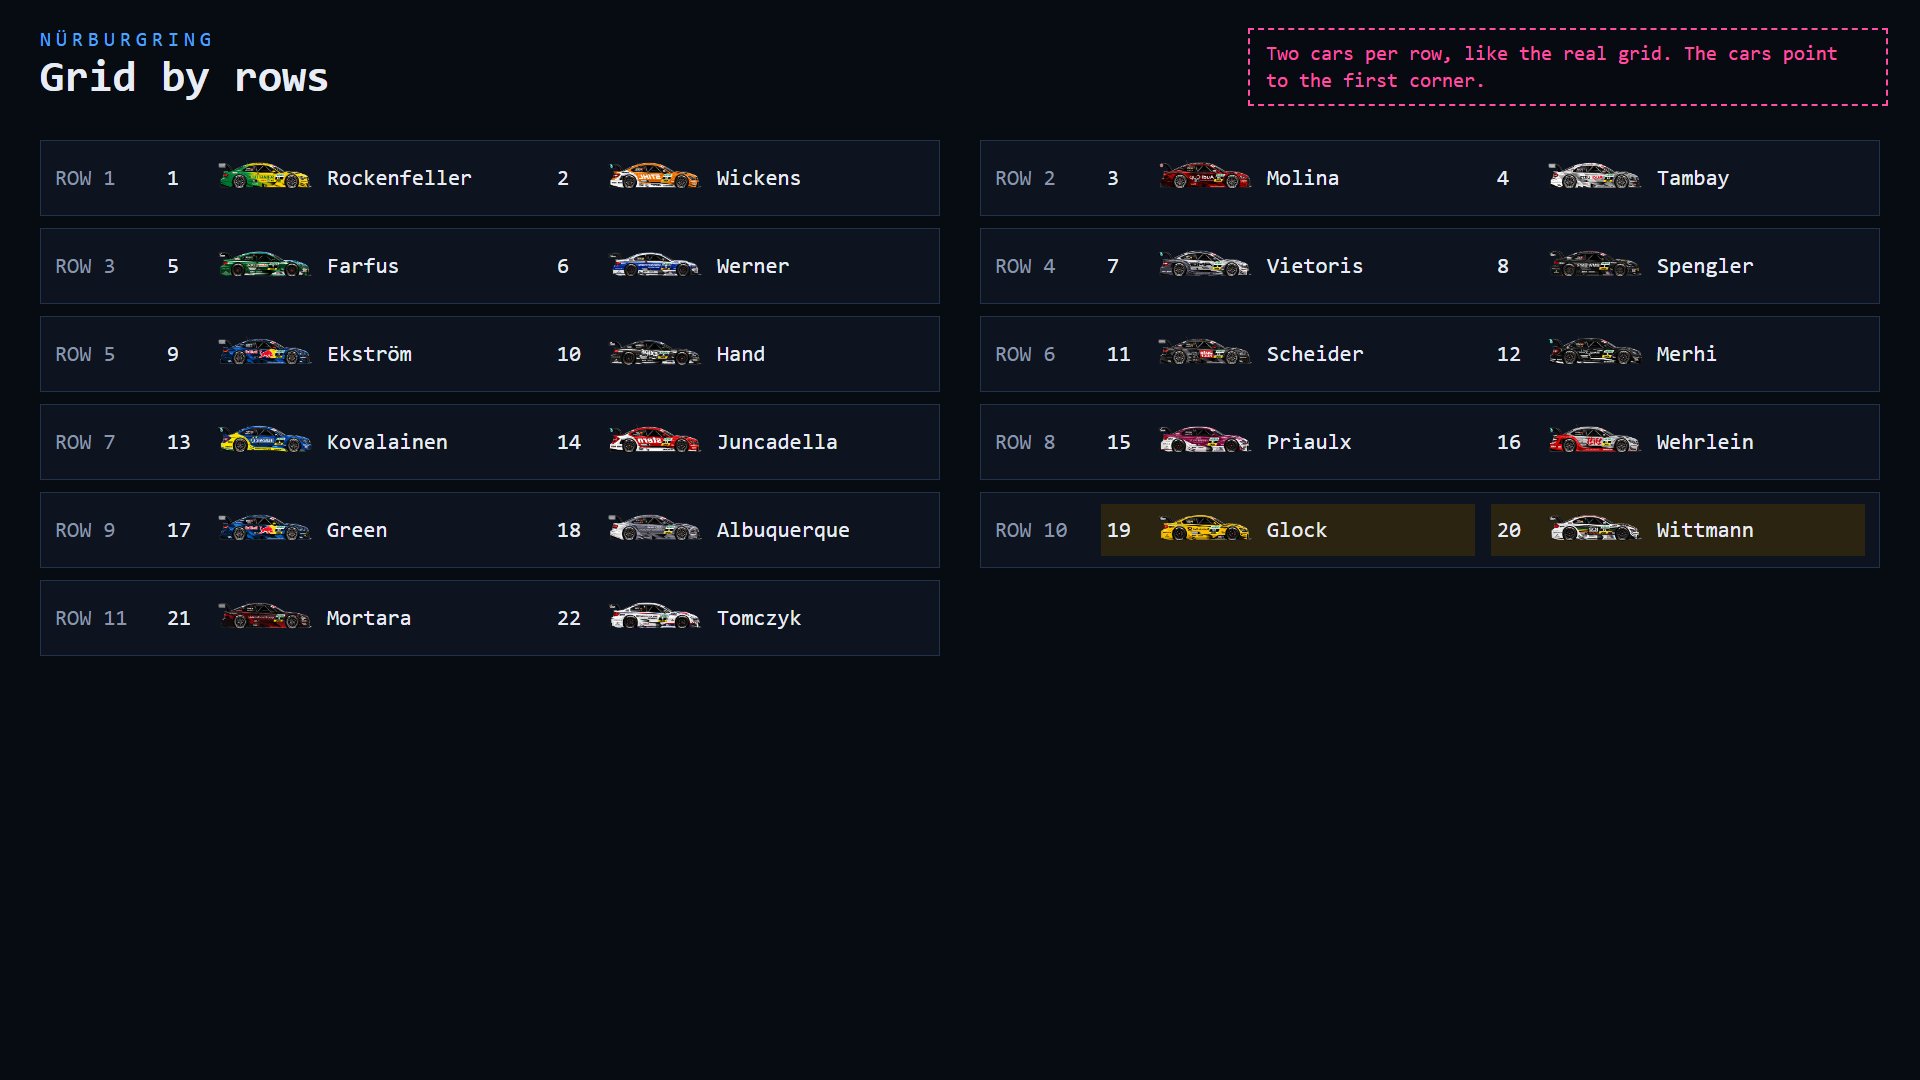 NÜRBURGRING
Grid by rows
Two cars per row, like the real grid. The cars point
to the first corner.
ROW 1 1 Rockenfeller 2 Wickens
ROW 2 3 Molina 4 Tambay
ROW 3 5 Farfus 6 Werner
ROW 4 7 Vietoris 8 Spengler
ROW 5 9 Ekström 10 Hand
ROW 6 11 Scheider 12 Merhi
ROW 7 13 Kovalainen 14 Juncadella
ROW 8 15 Priaulx 16 Wehrlein
ROW 9 17 Green 18 Albuquerque
ROW 10 19 Glock 20 Wittmann
ROW 11 21 Mortara 22 Tomczyk